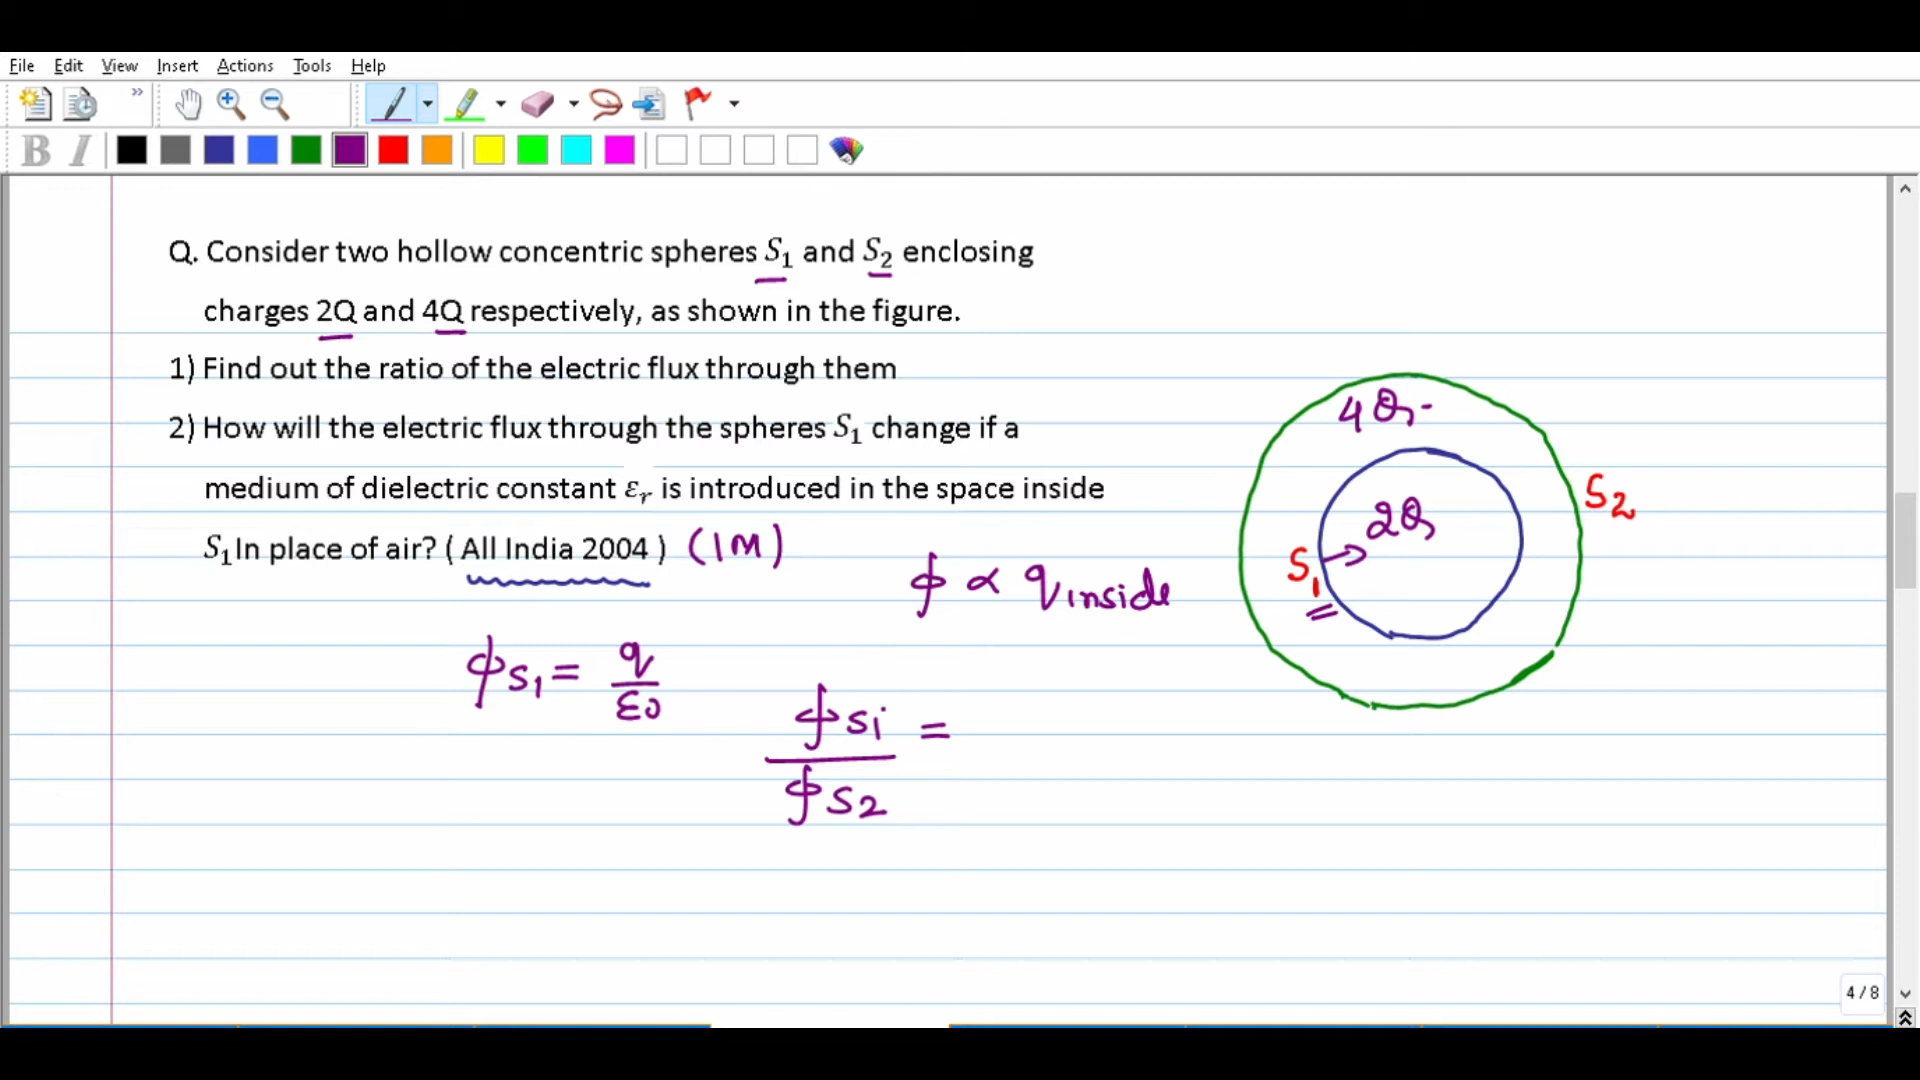 File Edit View Insert Actions Tools Help
B I
Q. Consider two hollow concentric spheres S₁ and S₂ enclosing
charges 2Q and 4Q respectively, as shown in the figure.
1) Find out the ratio of the electric flux through them
2) How will the electric flux through the spheres S₁ change if a
medium of dielectric constant εᵣ is introduced in the space inside
S₁In place of air? ( All India 2004 ) (1M)
4Q
S₂
2Q
S₁
ϕ ∝ q inside
ϕs₁ = q/ε0
ϕs₁ / ϕs₂ =
4 / 8